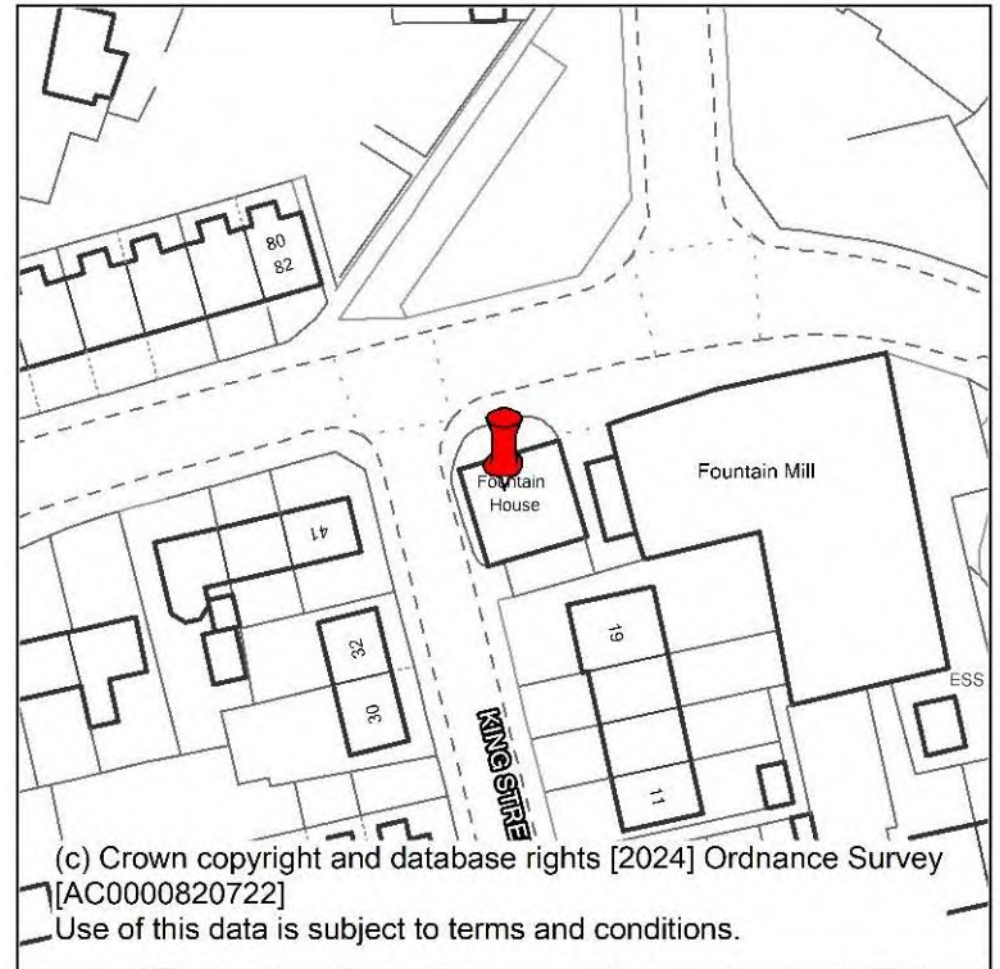 80
82
Fountain Mill
Fountain
House
41
32
19
30
ESS
KING STRE
11
(c) Crown copyright and database rights [2024] Ordnance Survey
[AC0000820722]
Use of this data is subject to terms and conditions.